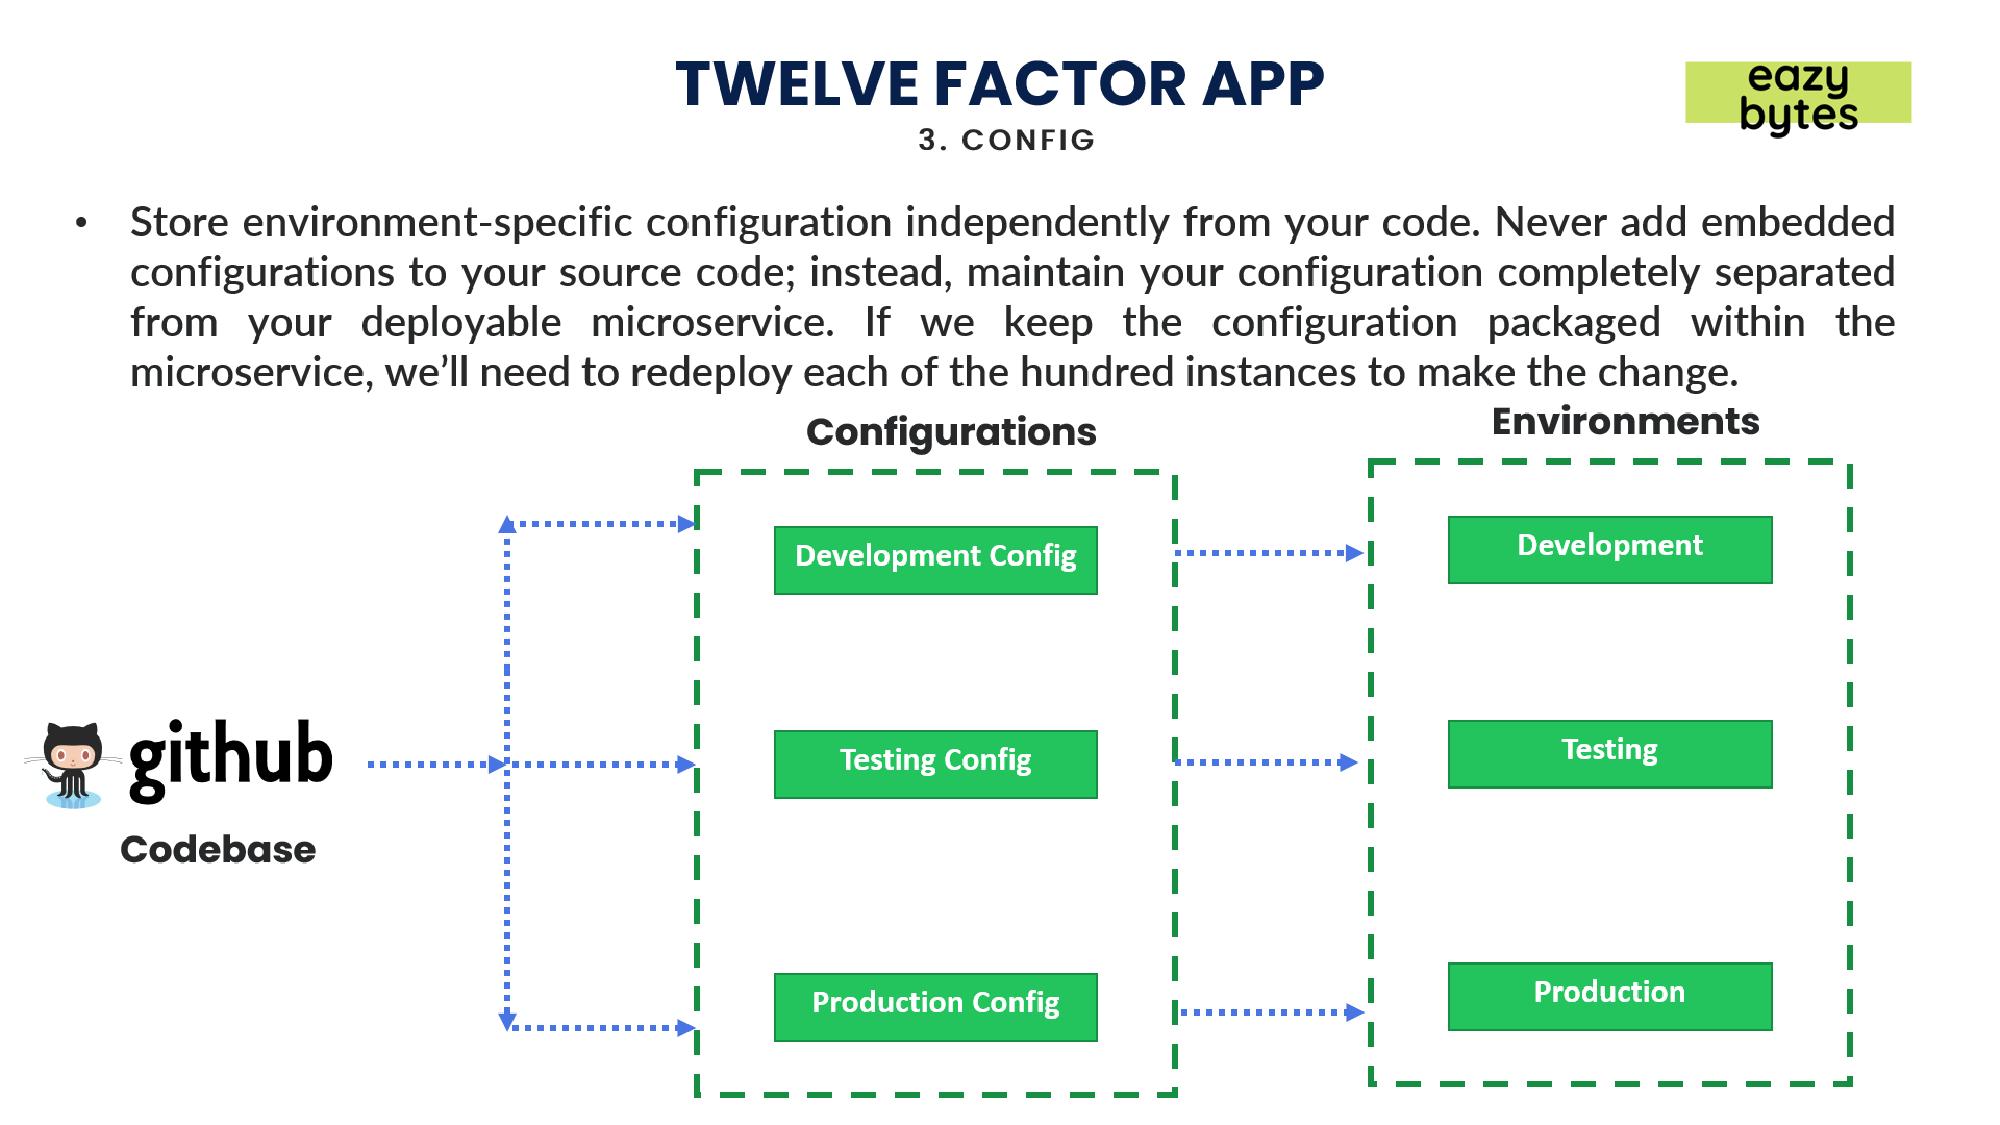 TWELVE FACTOR APP
3. CONFIG
eazy
bytes
• Store environment-specific configuration independently from your code. Never add embedded
configurations to your source code; instead, maintain your configuration completely separated
from your deployable microservice. If we keep the configuration packaged within the
microservice, we’ll need to redeploy each of the hundred instances to make the change.
Configurations
Environments
Development Config
Development
github
Codebase
Testing Config
Testing
Production Config
Production